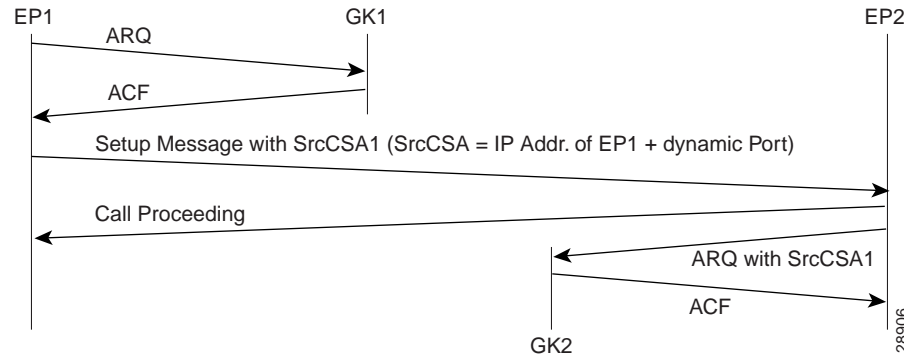 EP1
GK1
EP2
ARQ
ACF
Setup Message with SrcCSA1 (SrcCSA = IP Addr. of EP1 + dynamic Port)
Call Proceeding
ARQ with SrcCSA1
ACF
GK2
28906